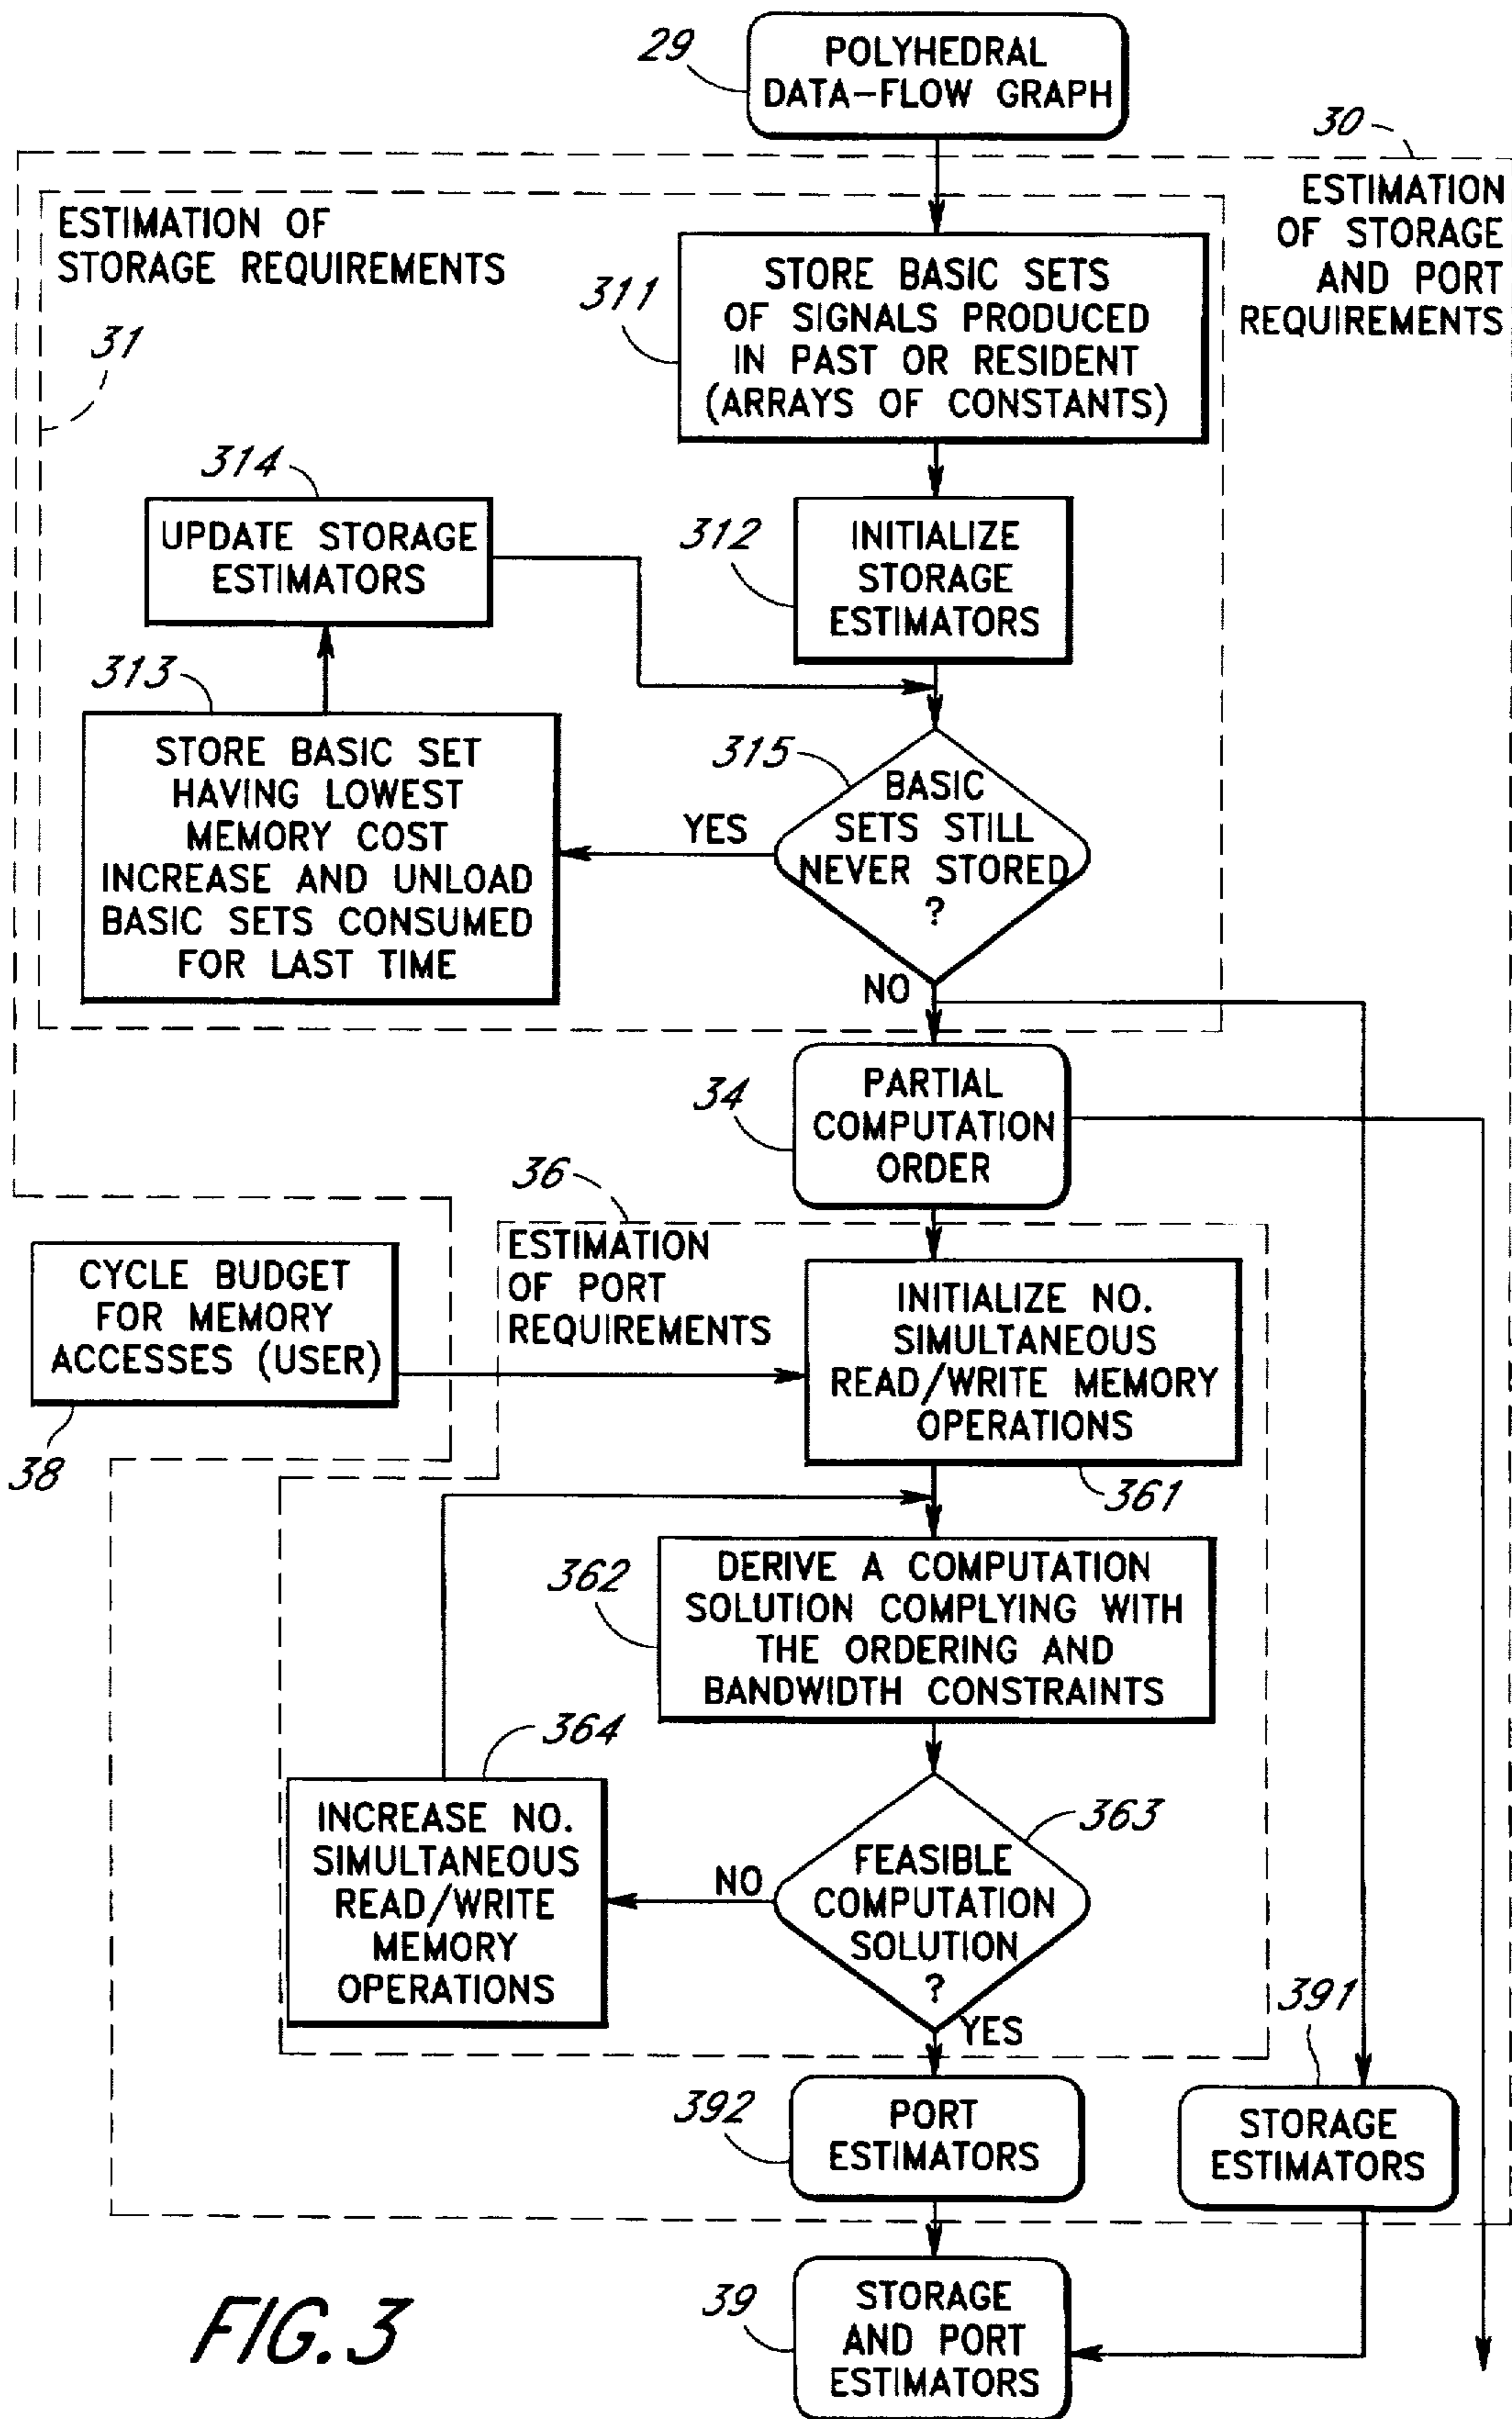 29
POLYHEDRAL
DATA-FLOW GRAPH
30
ESTIMATION
OF STORAGE
AND PORT
REQUIREMENTS
ESTIMATION OF
STORAGE REQUIREMENTS
31
311
STORE BASIC SETS
OF SIGNALS PRODUCED
IN PAST OR RESIDENT
(ARRAYS OF CONSTANTS)
314
UPDATE STORAGE
ESTIMATORS
312
INITIALIZE
STORAGE
ESTIMATORS
313
STORE BASIC SET
HAVING LOWEST
MEMORY COST
INCREASE AND UNLOAD
BASIC SETS CONSUMED
FOR LAST TIME
315
BASIC
SETS STILL
NEVER STORED
?
YES
NO
34
PARTIAL
COMPUTATION
ORDER
36
ESTIMATION
OF PORT
REQUIREMENTS
CYCLE BUDGET
FOR MEMORY
ACCESSES (USER)
38
INITIALIZE NO.
SIMULTANEOUS
READ/WRITE MEMORY
OPERATIONS
361
362
DERIVE A COMPUTATION
SOLUTION COMPLYING WITH
THE ORDERING AND
BANDWIDTH CONSTRAINTS
364
INCREASE NO.
SIMULTANEOUS
READ/WRITE
MEMORY
OPERATIONS
363
FEASIBLE
COMPUTATION
SOLUTION
?
NO
YES
391
392
PORT
ESTIMATORS
STORAGE
ESTIMATORS
39
STORAGE
AND PORT
ESTIMATORS
FIG. 3